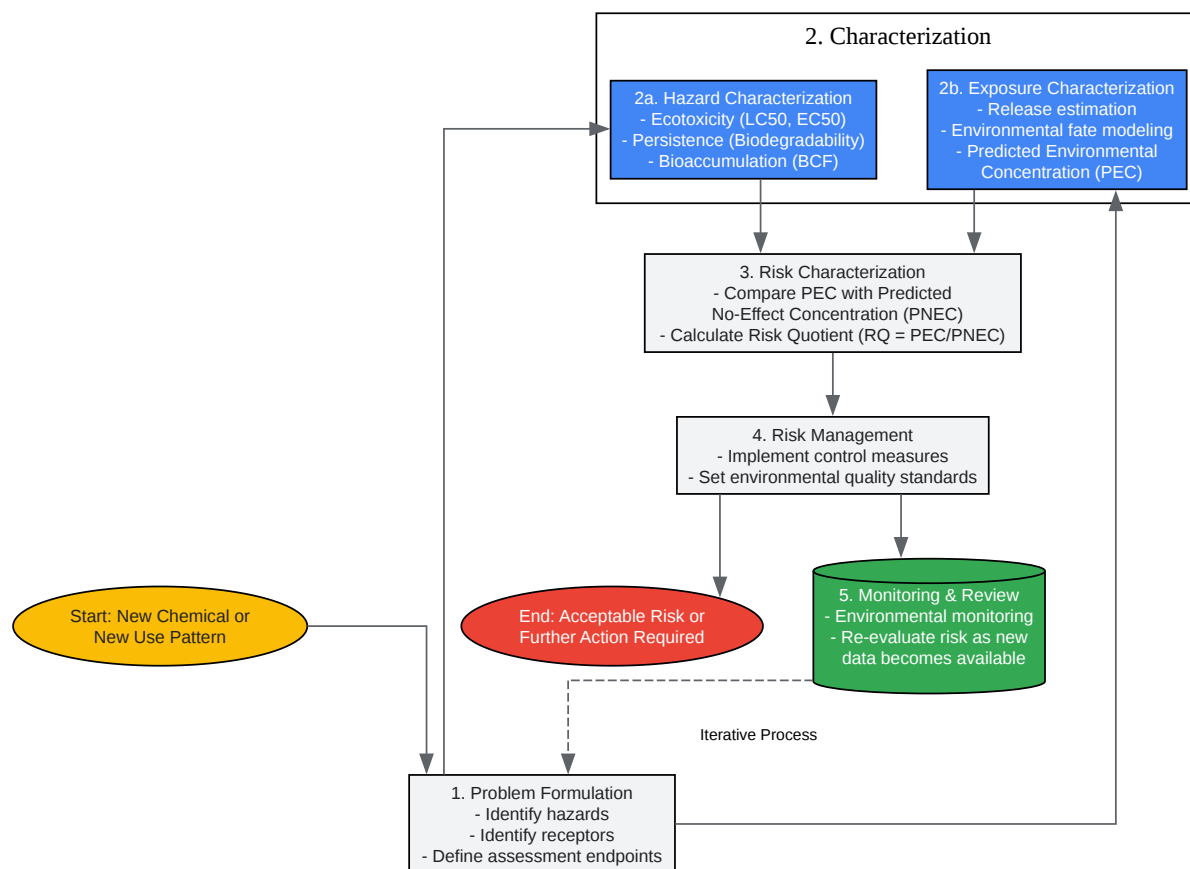 2. Characterization
2a. Hazard Characterization
- Ecotoxicity (LC50, EC50)
- Persistence (Biodegradability)
- Bioaccumulation (BCF)
2b. Exposure Characterization
- Release estimation
- Environmental fate modeling
- Predicted Environmental
Concentration (PEC)
3. Risk Characterization
- Compare PEC with Predicted
No-Effect Concentration (PNEC)
- Calculate Risk Quotient (RQ = PEC/PNEC)
4. Risk Management
- Implement control measures
- Set environmental quality standards
Start: New Chemical or
New Use Pattern
End: Acceptable Risk or
Further Action Required
5. Monitoring & Review
- Environmental monitoring
- Re-evaluate risk as new
data becomes available
Iterative Process
1. Problem Formulation
- Identify hazards
- Identify receptors
- Define assessment endpoints